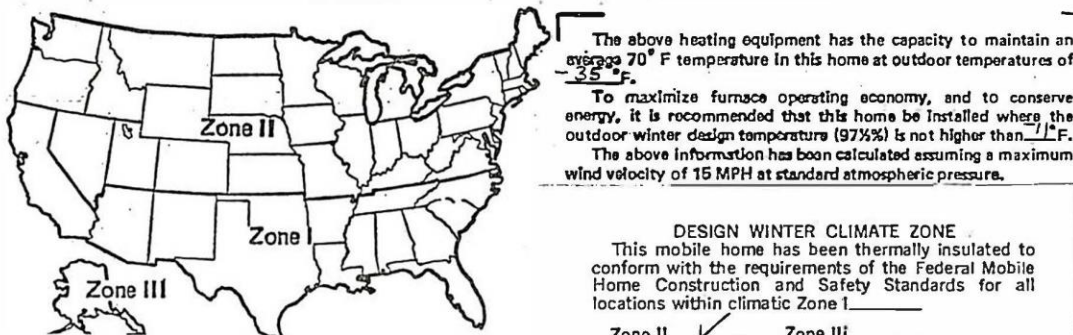 Zone II
Zone I
Zone III
The above heating equipment has the capacity to maintain an
average 70° F temperature in this home at outdoor temperatures of
-35 °F.
To maximize furnace operating economy, and to conserve
energy, it is recommended that this home be installed where the
outdoor winter design temperature (97½%) is not higher than -11°F.
The above information has been calculated assuming a maximum
wind velocity of 15 MPH at standard atmospheric pressure.
DESIGN WINTER CLIMATE ZONE
This mobile home has been thermally insulated to
conform with the requirements of the Federal Mobile
Home Construction and Safety Standards for all
locations within climatic Zone I______
Zone II ✓ Zone III